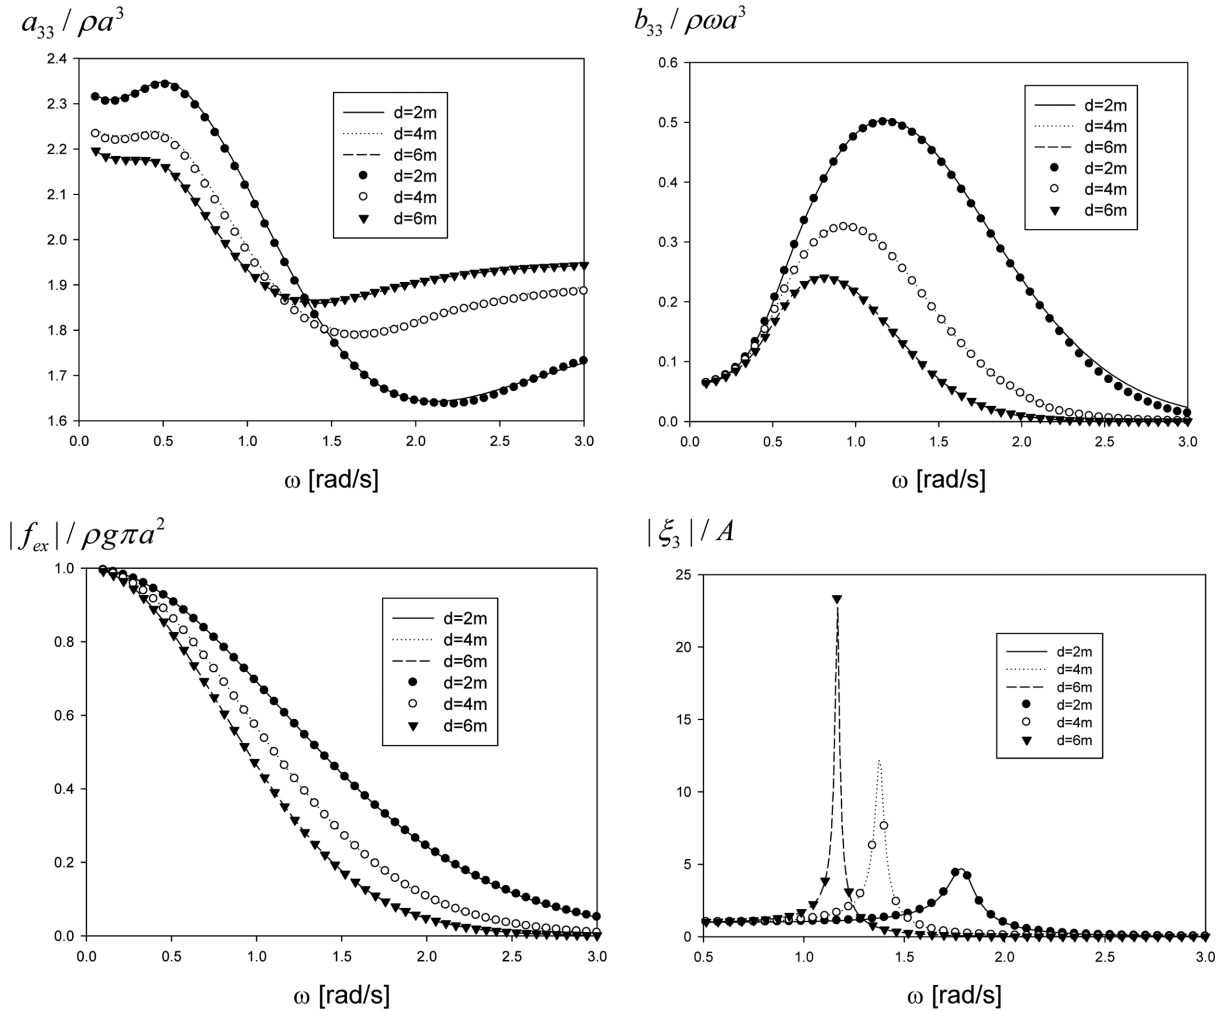 a₃₃ / ρa³
2.4
2.3
2.2
2.1
2.0
1.9
1.8
1.7
1.6
0.0 0.5 1.0 1.5 2.0 2.5 3.0
ω [rad/s]
d=2m
d=4m
d=6m
d=2m
d=4m
d=6m
b₃₃ / ρωa³
0.6
0.5
0.4
0.3
0.2
0.1
0.0
0.0 0.5 1.0 1.5 2.0 2.5 3.0
ω [rad/s]
d=2m
d=4m
d=6m
d=2m
d=4m
d=6m
| fₑₓ | / ρgπa²
1.0
0.8
0.6
0.4
0.2
0.0
0.0 0.5 1.0 1.5 2.0 2.5 3.0
ω [rad/s]
d=2m
d=4m
d=6m
d=2m
d=4m
d=6m
| ξ₃ | / A
25
20
15
10
5
0
0.5 1.0 1.5 2.0 2.5 3.0
ω [rad/s]
d=2m
d=4m
d=6m
d=2m
d=4m
d=6m